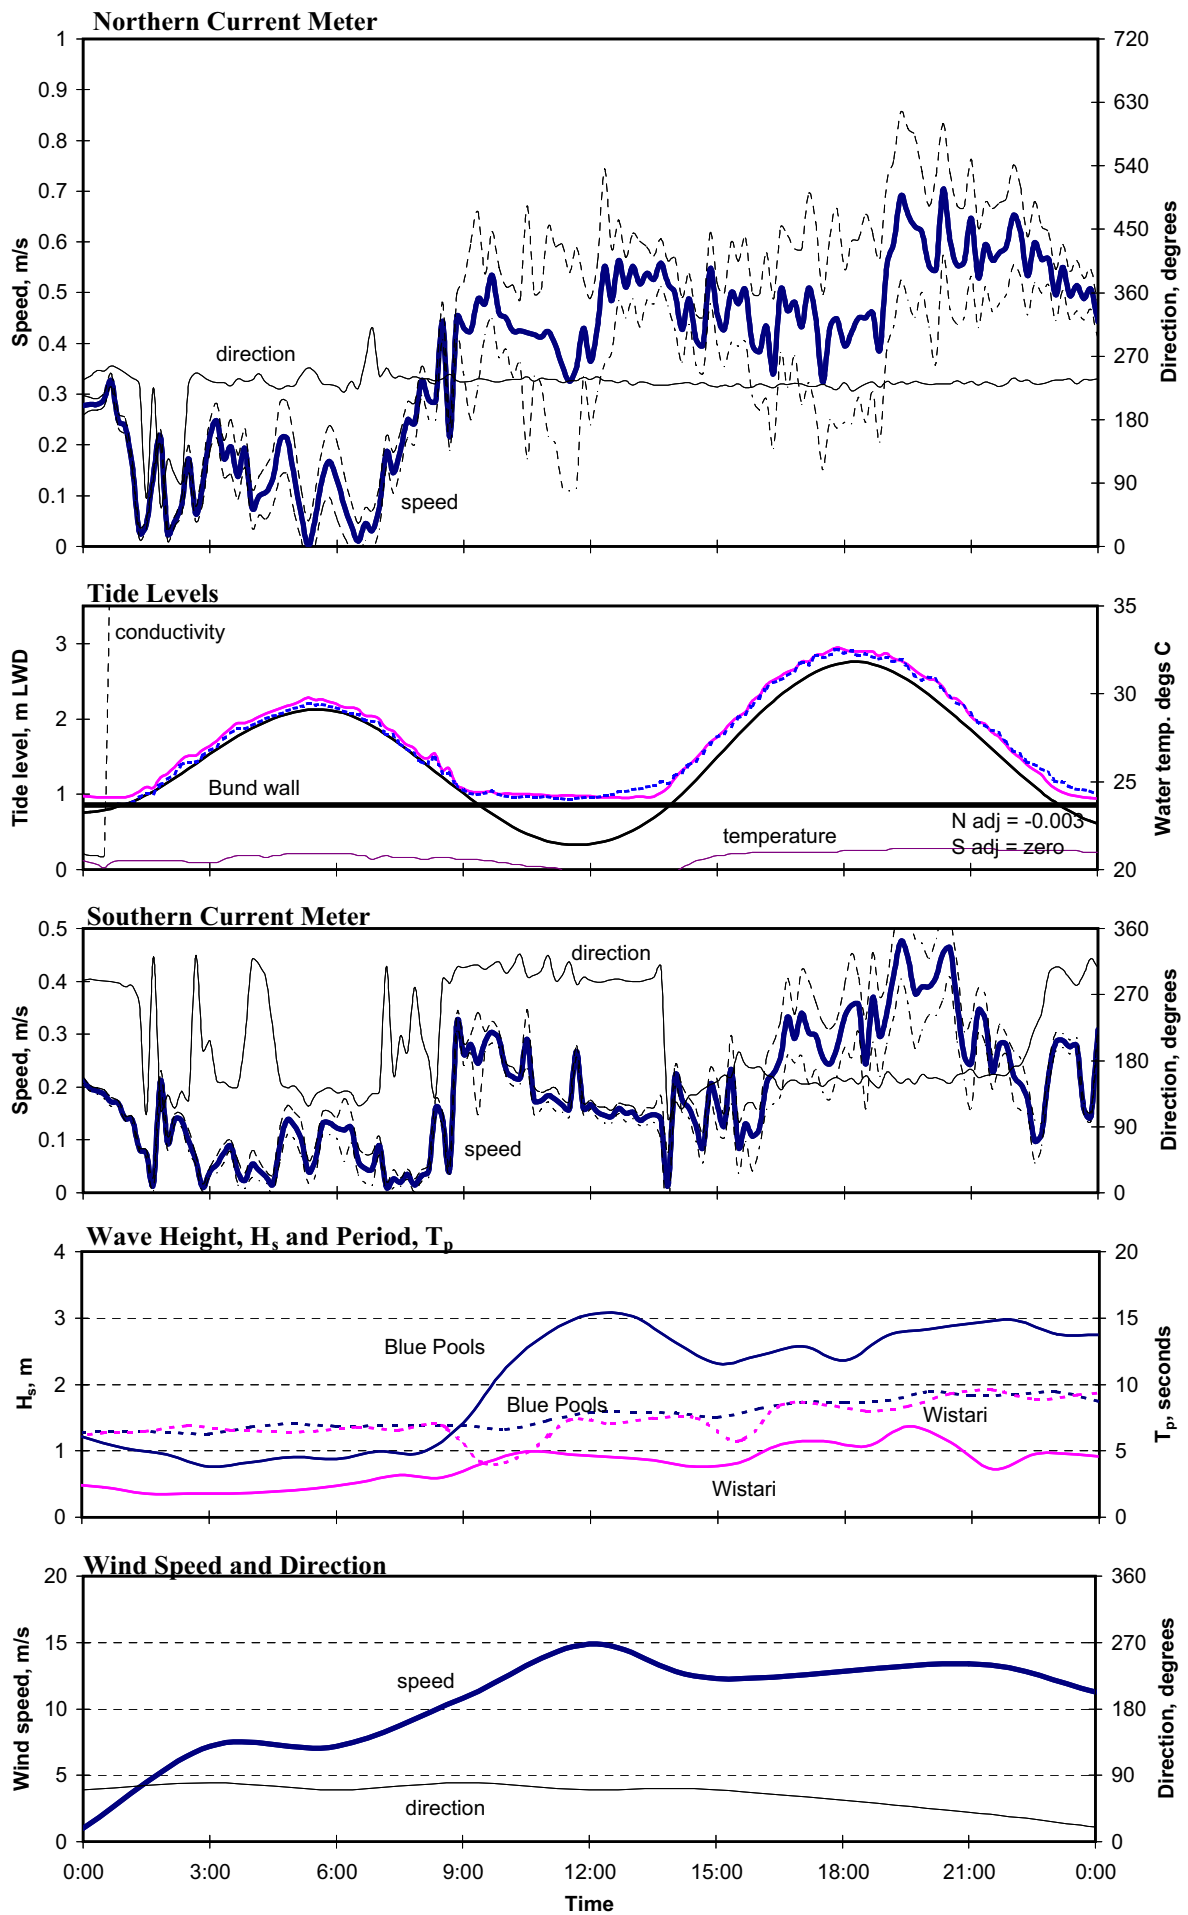 Northern Current Meter
1
0.9
0.8
0.7
0.6
0.5
0.4
0.3
0.2
0.1
0
Speed, m/s
720
630
540
450
360
270
180
90
0
Direction, degrees
direction
speed
Tide Levels
3
2
1
0
Tide level, m LWD
35
30
25
20
Water temp. degs C
conductivity
Bund wall
temperature
N adj = -0.003
S adj = zero
Southern Current Meter
0.5
0.4
0.3
0.2
0.1
0
Speed, m/s
360
270
180
90
0
Direction, degrees
direction
speed
Wave Height, Hs and Period, Tp
4
3
2
1
0
Hs, m
20
15
10
5
0
Tp, seconds
Blue Pools
Blue Pools
Wistari
Wistari
Wind Speed and Direction
20
15
10
5
0
Wind speed, m/s
360
270
180
90
0
Direction, degrees
speed
direction
0:00 3:00 6:00 9:00 12:00 15:00 18:00 21:00 0:00
Time